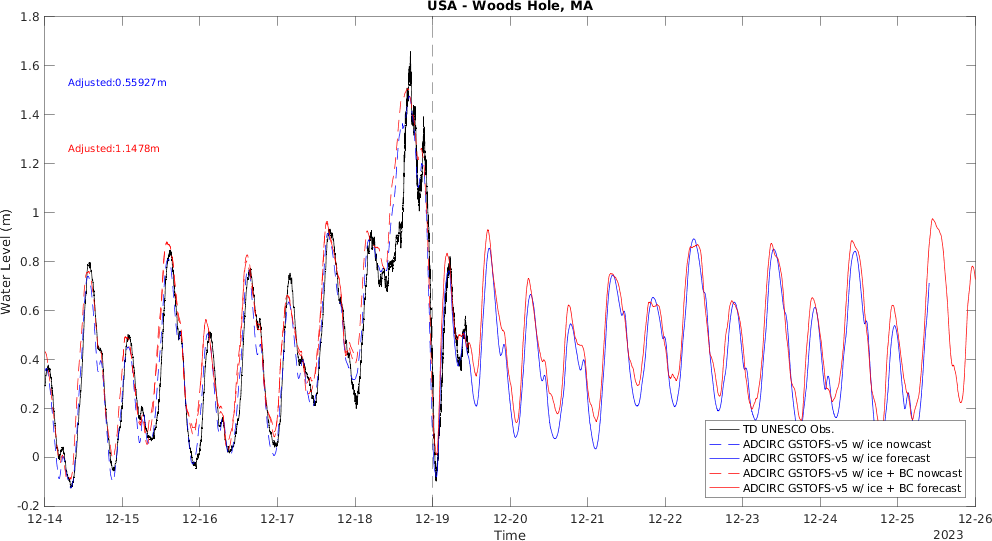 USA - Woods Hole, MA
1.8
1.6
1.4
1.2
1
0.8
0.6
0.4
0.2
0
-0.2
Water Level (m)
Adjusted:0.55927m
Adjusted:1.1478m
TD UNESCO Obs.
ADCIRC GSTOFS-v5 w/ ice nowcast
ADCIRC GSTOFS-v5 w/ ice forecast
ADCIRC GSTOFS-v5 w/ ice + BC nowcast
ADCIRC GSTOFS-v5 w/ ice + BC forecast
12-14 12-15 12-16 12-17 12-18 12-19 12-20 12-21 12-22 12-23 12-24 12-25 12-26
Time
2023